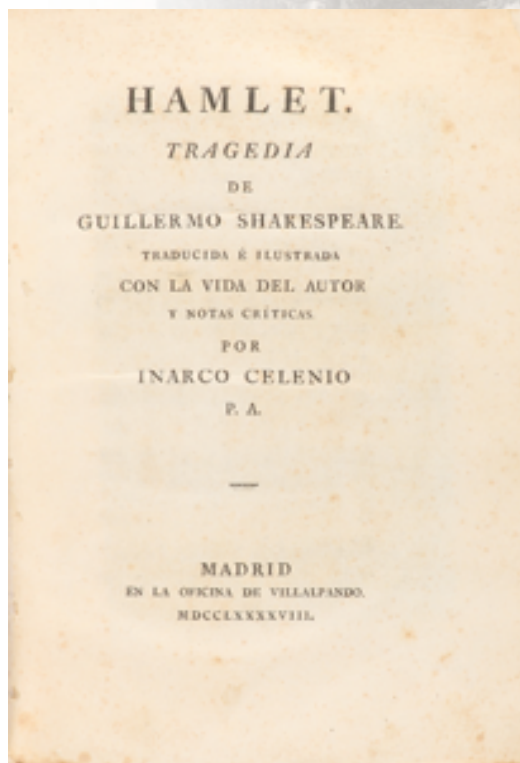 HAMLET.
TRAGEDIA
DE
GUILLERMO SHAKESPEARE.
TRADUCIDA É ILUSTRADA
CON LA VIDA DEL AUTOR
Y NOTAS CRÍTICAS
POR
INARCO CELENIO
P. A.
MADRID
EN LA OFICINA DE VILLALPANDO.
MDCCLXXXXVIII.